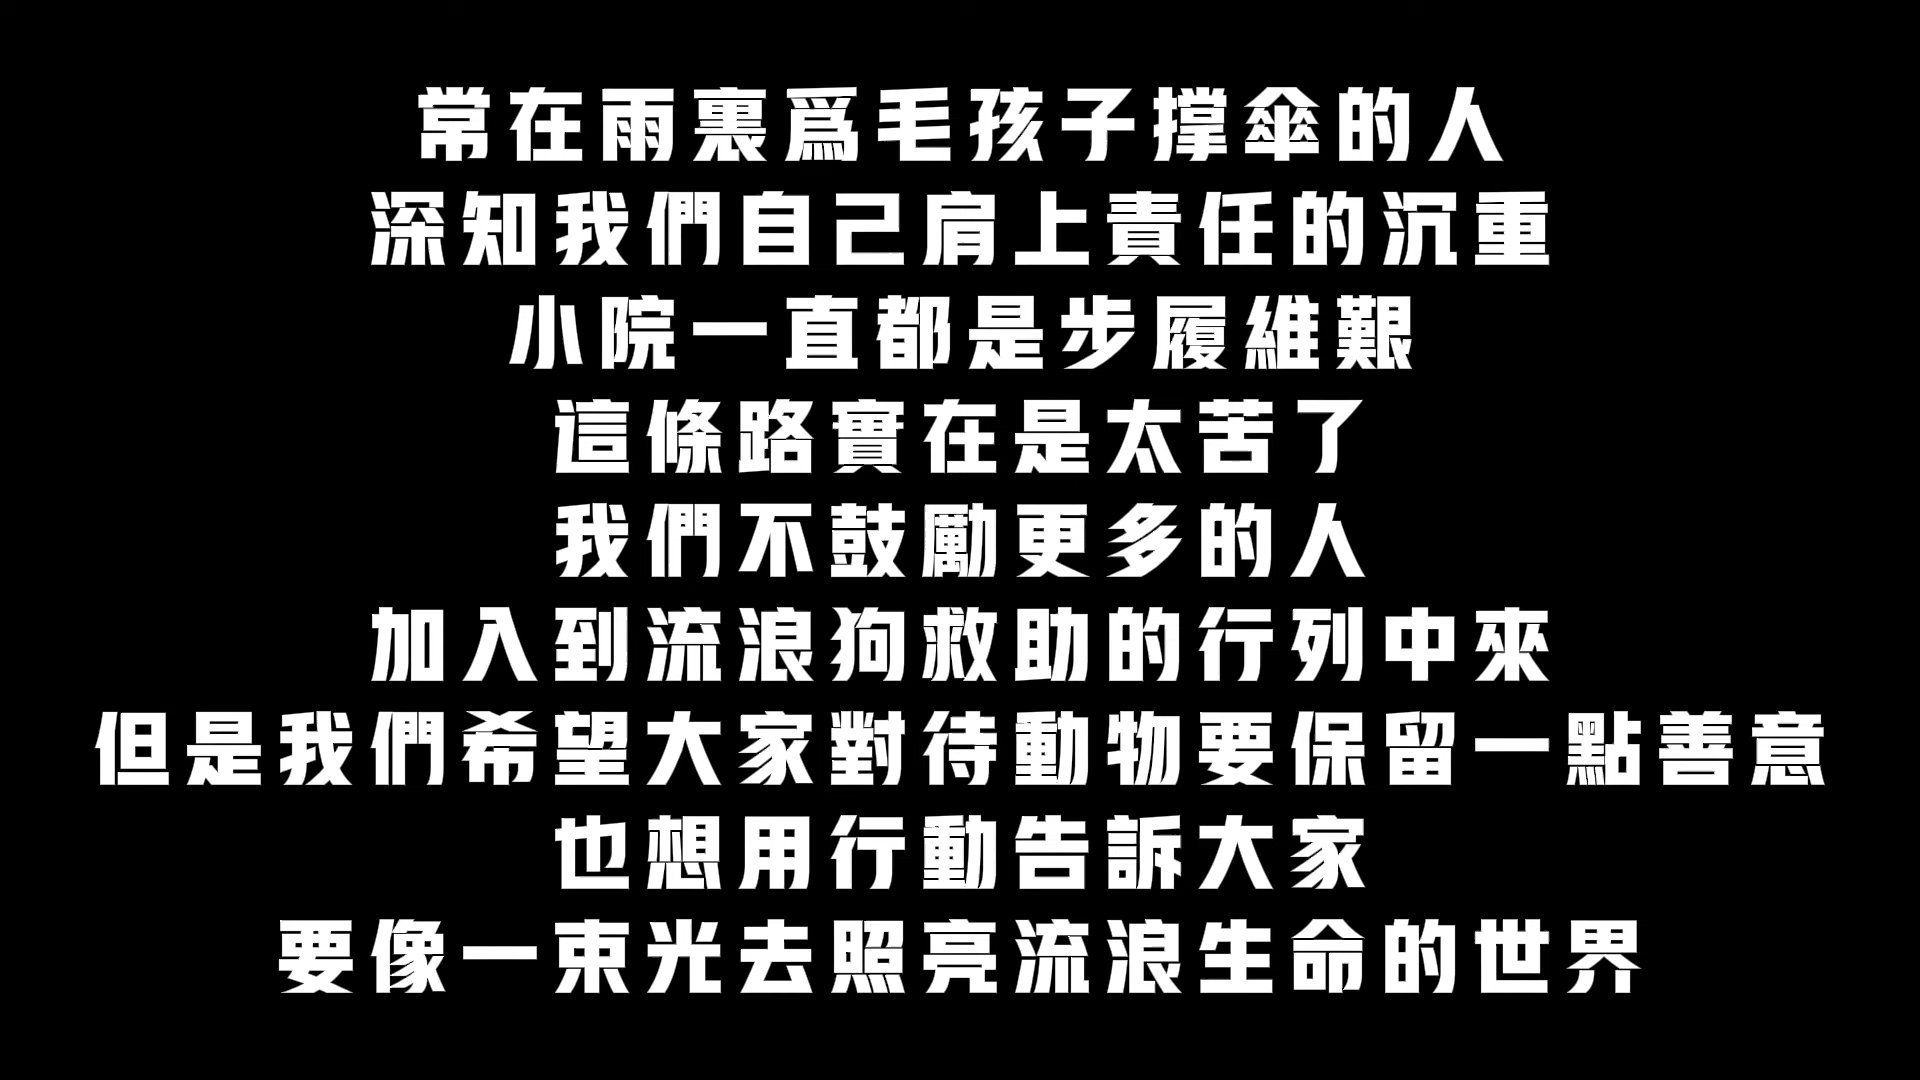 常在雨裏爲毛孩子撑傘的人
深知我們自己肩上責任的沉重
小院一直都是步履維艱
這條路實在是太苦了
我們不鼓勵更多的人
加入到流浪狗救助的行列中來
但是我們希望大家對待動物要保留一點善意
也想用行動告訴大家
要像一束光去照亮流浪生命的世界